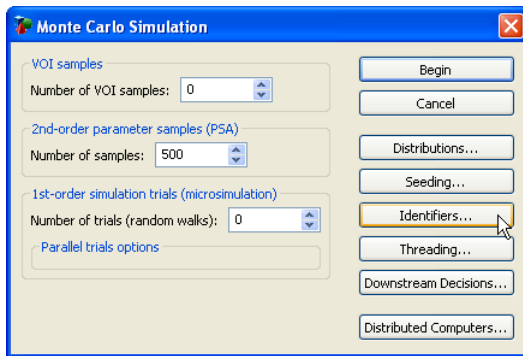 Monte Carlo Simulation
VOI samples
Number of VOI samples: 0
2nd-order parameter samples (PSA)
Number of samples: 500
1st-order simulation trials (microsimulation)
Number of trials (random walks): 0
Parallel trials options
Begin
Cancel
Distributions...
Seeding...
Identifiers...
Threading...
Downstream Decisions...
Distributed Computers...